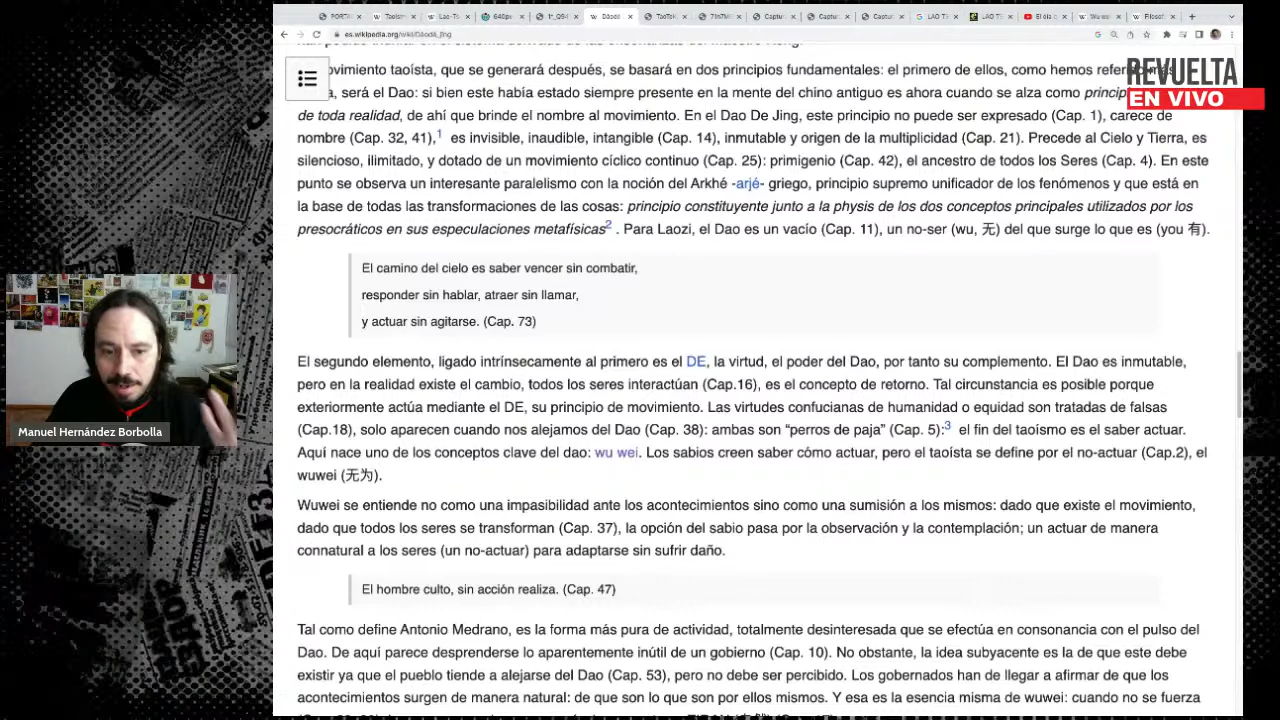 PORTA
Taoism
Lao-Ts
640px
Dàodé
TaoTeK
Captur
Captur
Captur
LAO T
LAO T
El día q
Wu we
Filosof
es.wikipedia.org/wiki/Dàodé_jīng
REVUELTA
EN VIVO
ovimiento taoísta, que se generará después, se basará en dos principios fundamentales: el primero de ellos, como hemos refer
será el Dao: si bien este había estado siempre presente en la mente del chino antiguo es ahora cuando se alza como princip
de toda realidad, de ahí que brinde el nombre al movimiento. En el Dao De Jing, este principio no puede ser expresado (Cap. 1), carece de
nombre (Cap. 32, 41),1 es invisible, inaudible, intangible (Cap. 14), inmutable y origen de la multiplicidad (Cap. 21). Precede al Cielo y Tierra, es
silencioso, ilimitado, y dotado de un movimiento cíclico continuo (Cap. 25): primigenio (Cap. 42), el ancestro de todos los Seres (Cap. 4). En este
punto se observa un interesante paralelismo con la noción del Arkhé -arjé- griego, principio supremo unificador de los fenómenos y que está en
la base de todas las transformaciones de las cosas: principio constituyente junto a la physis de los dos conceptos principales utilizados por los
presocráticos en sus especulaciones metafísicas2 . Para Laozi, el Dao es un vacío (Cap. 11), un no-ser (wu, 无) del que surge lo que es (you 有).
El camino del cielo es saber vencer sin combatir,
responder sin hablar, atraer sin llamar,
y actuar sin agitarse. (Cap. 73)
El segundo elemento, ligado intrínsecamente al primero es el DE, la virtud, el poder del Dao, por tanto su complemento. El Dao es inmutable,
pero en la realidad existe el cambio, todos los seres interactúan (Cap.16), es el concepto de retorno. Tal circunstancia es posible porque
exteriormente actúa mediante el DE, su principio de movimiento. Las virtudes confucianas de humanidad o equidad son tratadas de falsas
(Cap.18), solo aparecen cuando nos alejamos del Dao (Cap. 38): ambas son “perros de paja” (Cap. 5):3 el fin del taoísmo es el saber actuar.
Aquí nace uno de los conceptos clave del dao: wu wei. Los sabios creen saber cómo actuar, pero el taoísta se define por el no-actuar (Cap.2), el
wuwei (无为).
Wuwei se entiende no como una impasibilidad ante los acontecimientos sino como una sumisión a los mismos: dado que existe el movimiento,
dado que todos los seres se transforman (Cap. 37), la opción del sabio pasa por la observación y la contemplación; un actuar de manera
connatural a los seres (un no-actuar) para adaptarse sin sufrir daño.
El hombre culto, sin acción realiza. (Cap. 47)
Tal como define Antonio Medrano, es la forma más pura de actividad, totalmente desinteresada que se efectúa en consonancia con el pulso del
Dao. De aquí parece desprenderse lo aparentemente inútil de un gobierno (Cap. 10). No obstante, la idea subyacente es la de que este debe
existir ya que el pueblo tiende a alejarse del Dao (Cap. 53), pero no debe ser percibido. Los gobernados han de llegar a afirmar de que los
acontecimientos surgen de manera natural: de que son lo que son por ellos mismos. Y esa es la esencia misma de wuwei: cuando no se fuerza
Manuel Hernández Borbolla